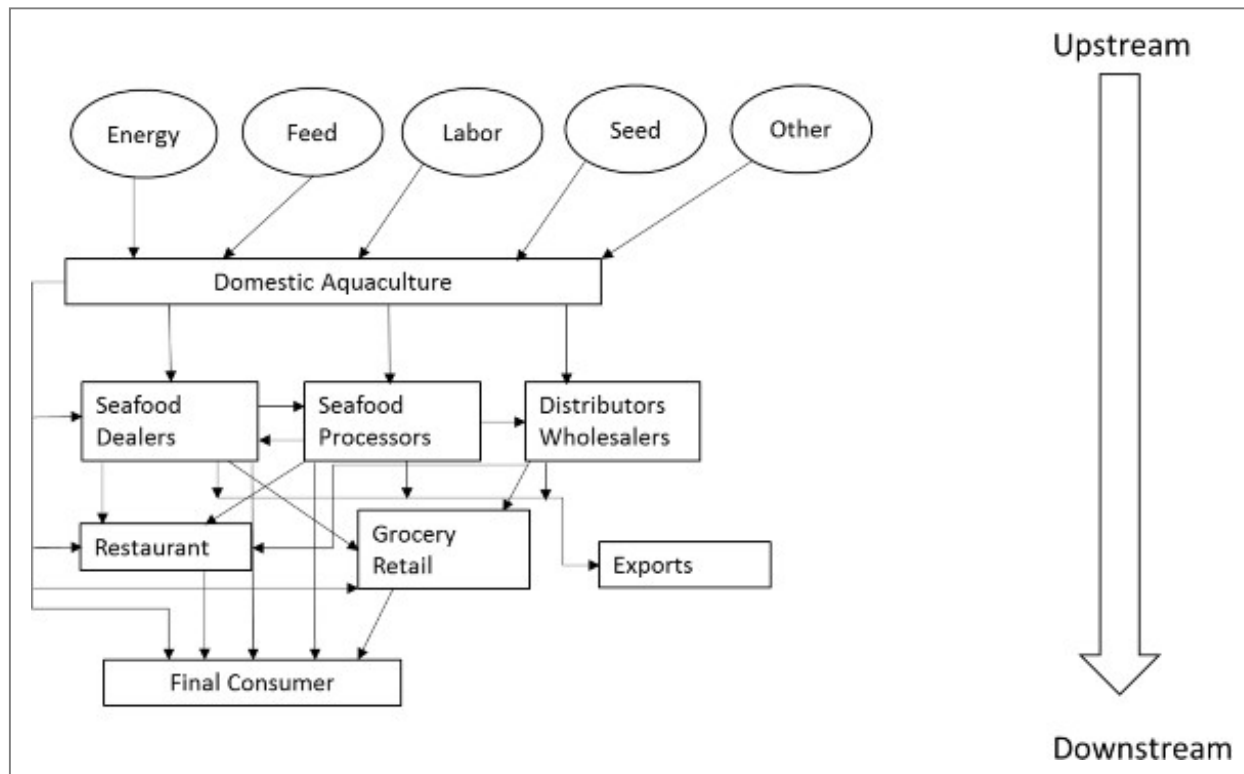 Upstream
Energy
Feed
Labor
Seed
Other
Domestic Aquaculture
Seafood
Dealers
Seafood
Processors
Distributors
Wholesalers
Restaurant
Grocery
Retail
Exports
Final Consumer
Downstream